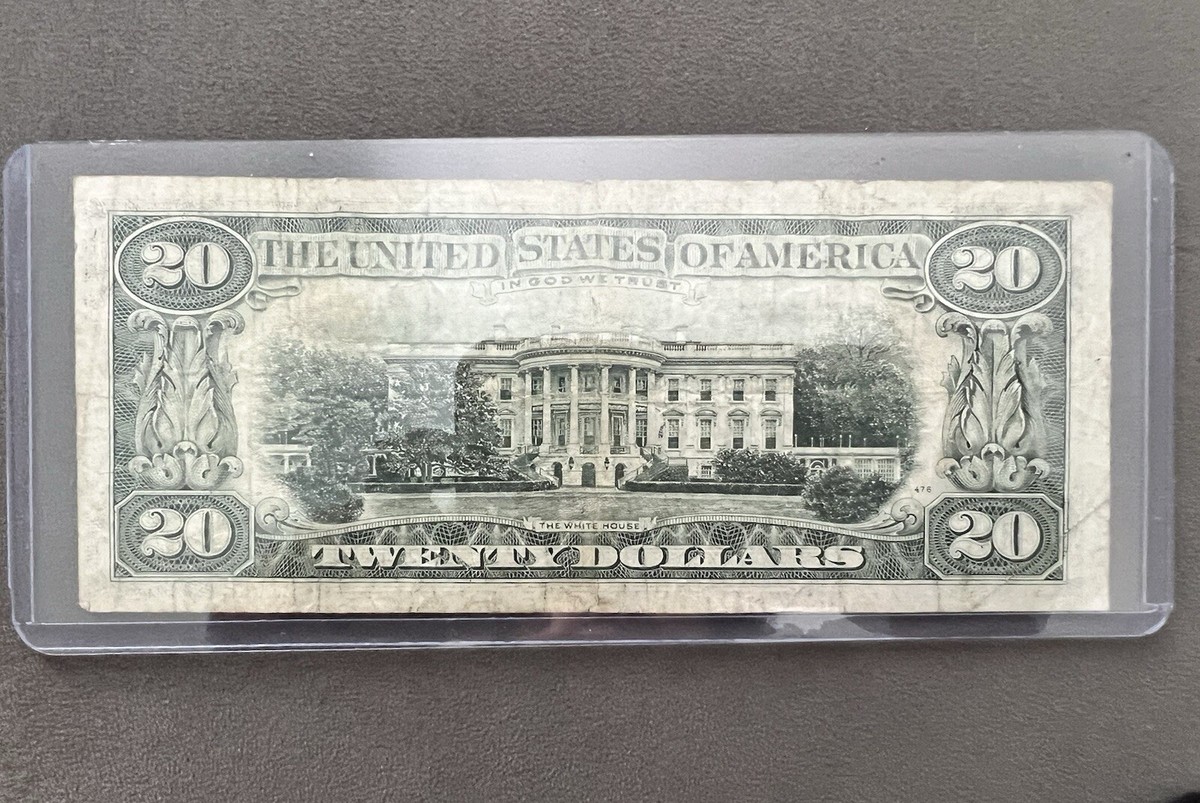 20 THE UNITED STATES OF AMERICA 20
IN GOD WE TRUST
476
THE WHITE HOUSE
20 TWENTY DOLLARS 20